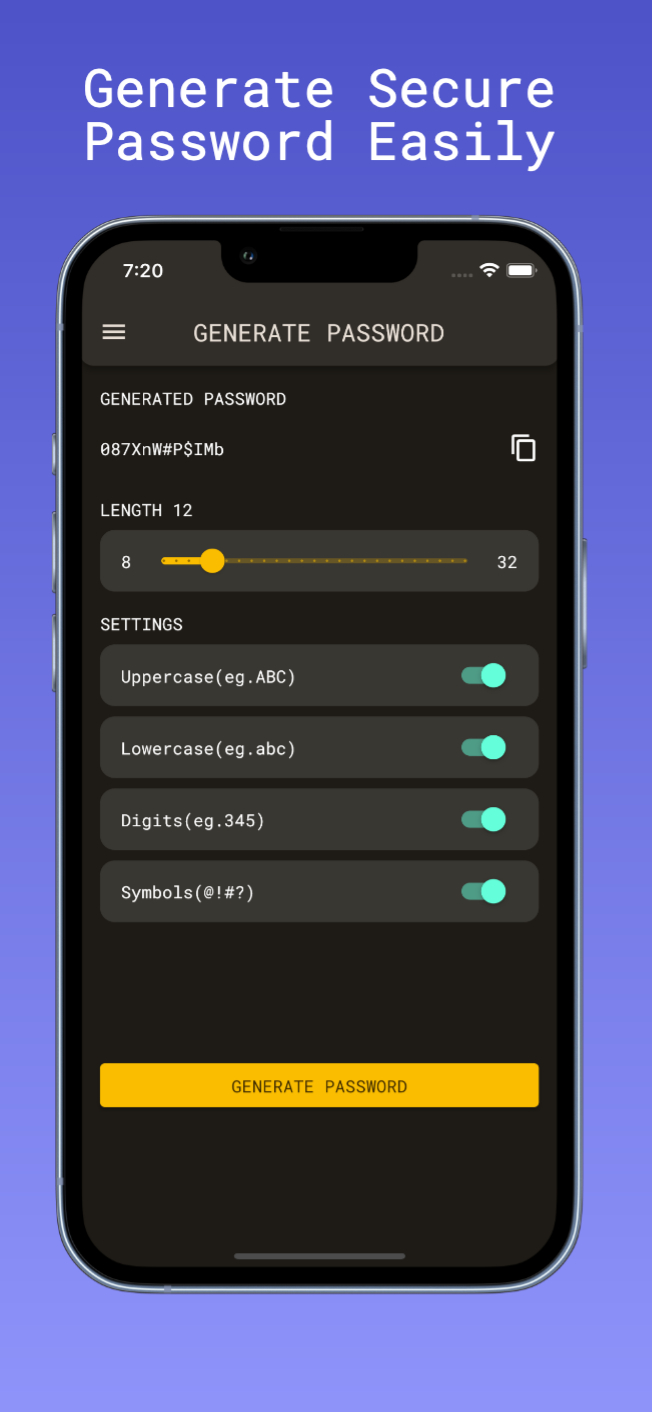 Generate Secure
Password Easily
7:20
GENERATE PASSWORD
GENERATED PASSWORD
087XnW#P$IMb
LENGTH 12
8 32
SETTINGS
Uppercase(eg.ABC)
Lowercase(eg.abc)
Digits(eg.345)
Symbols(@!#?)
GENERATE PASSWORD